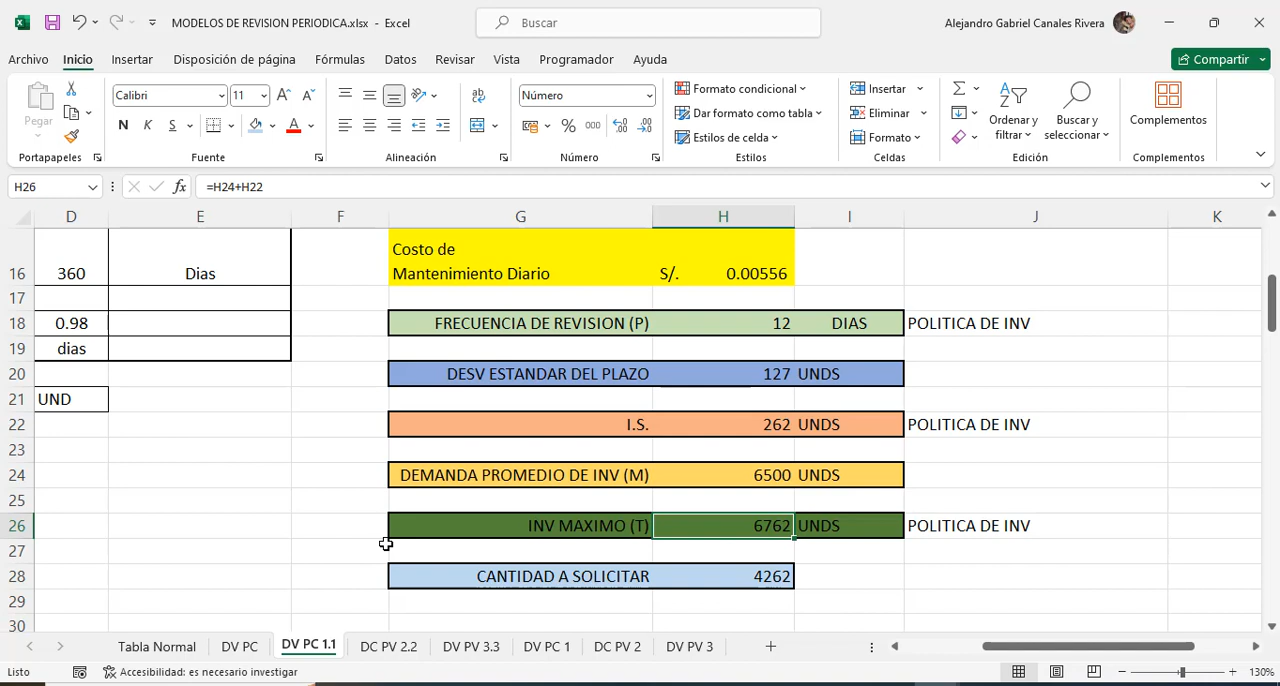 MODELOS DE REVISION PERIODICA.xlsx - Excel
Buscar
Alejandro Gabriel Canales Rivera
Archivo Inicio Insertar Disposición de página Fórmulas Datos Revisar Vista Programador Ayuda
Compartir
Pegar
Calibri 11
N K S
Número
% 000
Formato condicional
Dar formato como tabla
Estilos de celda
Insertar
Eliminar
Formato
Ordenar y filtrar
Buscar y seleccionar
Complementos
Portapapeles Fuente Alineación Número Estilos Celdas Edición Complementos
H26 fx =H24+H22
D E F G H I J K
16 360 Dias Costo de
Mantenimiento Diario S/. 0.00556
17
18 0.98 FRECUENCIA DE REVISION (P) 12 DIAS POLITICA DE INV
19 dias
20 DESV ESTANDAR DEL PLAZO 127 UNDS
21 UND
22 I.S. 262 UNDS POLITICA DE INV
23
24 DEMANDA PROMEDIO DE INV (M) 6500 UNDS
25
26 INV MAXIMO (T) 6762 UNDS POLITICA DE INV
27
28 CANTIDAD A SOLICITAR 4262
29
30
Tabla Normal DV PC DV PC 1.1 DC PV 2.2 DV PV 3.3 DV PC 1 DC PV 2 DV PV 3
Listo Accesibilidad: es necesario investigar 130%